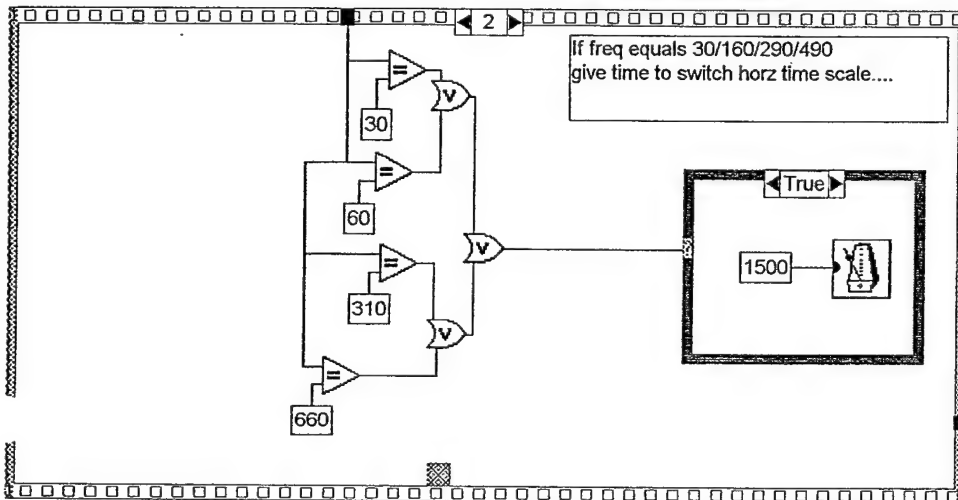 2
If freq equals 30/160/290/490
give time to switch horz time scale....
=
v
30
=
60
True
v
=
1500
310
v
=
660